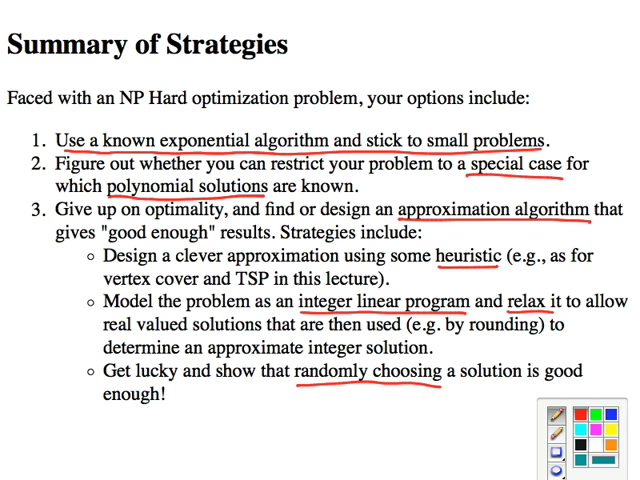 Summary of Strategies
Faced with an NP Hard optimization problem, your options include:
1. Use a known exponential algorithm and stick to small problems.
2. Figure out whether you can restrict your problem to a special case for
which polynomial solutions are known.
3. Give up on optimality, and find or design an approximation algorithm that
gives "good enough" results. Strategies include:
○ Design a clever approximation using some heuristic (e.g., as for
vertex cover and TSP in this lecture).
○ Model the problem as an integer linear program and relax it to allow
real valued solutions that are then used (e.g. by rounding) to
determine an approximate integer solution.
○ Get lucky and show that randomly choosing a solution is good
enough!